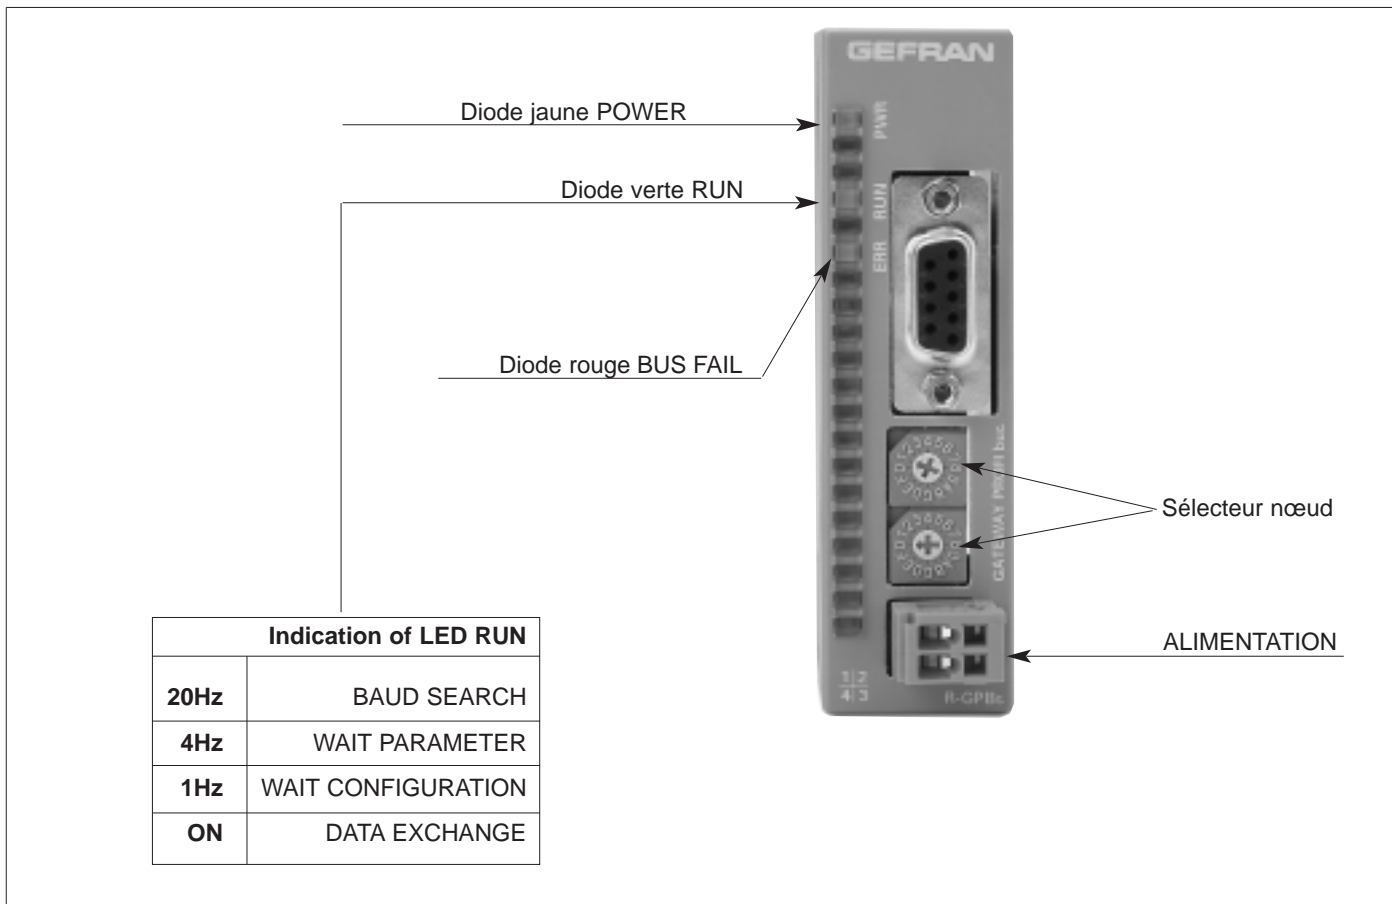 GEFRAN
Diode jaune POWER
PWR
Diode verte RUN
RUN
ERR
Diode rouge BUS FAIL
Sélecteur nœud
GATEWAY
ALIMENTATION
Indication of LED RUN
20Hz BAUD SEARCH
4Hz WAIT PARAMETER
1Hz WAIT CONFIGURATION
ON DATA EXCHANGE
1 2
4 3